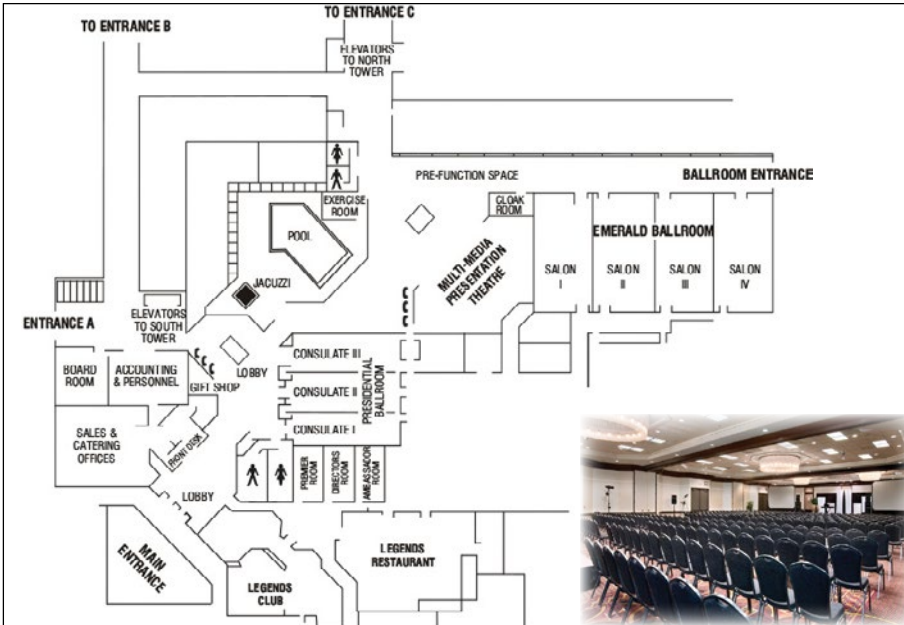 TO ENTRANCE B
TO ENTRANCE C
ELEVATORS
TO NORTH
TOWER
PRE-FUNCTION SPACE
BALLROOM ENTRANCE
EXERCISE
ROOM
CLOAK
ROOM
POOL
EMERALD BALLROOM
MULTI-MEDIA
PRESENTATION
THEATRE
SALON
I
SALON
II
SALON
III
SALON
IV
JACUZZI
ENTRANCE A
ELEVATORS
TO SOUTH
TOWER
LOBBY
CONSULATE III
CONSULATE II
CONSULATE I
PRESIDENTIAL
BALLROOM
BOARD
ROOM
ACCOUNTING
& PERSONNEL
GIFT SHOP
SALES &
CATERING
OFFICES
FRONT DESK
PREMIER
ROOM
DIRECTORS
ROOM
AMBASSADOR
ROOM
LOBBY
MAIN
ENTRANCE
LEGENDS
CLUB
LEGENDS
RESTAURANT